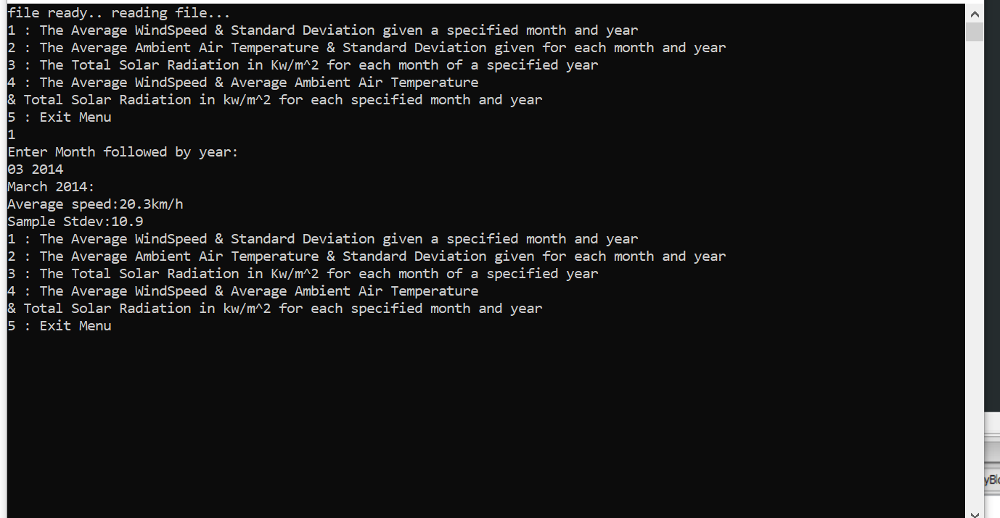 file ready.. reading file...
1 : The Average WindSpeed & Standard Deviation given a specified month and year
2 : The Average Ambient Air Temperature & Standard Deviation given for each month and year
3 : The Total Solar Radiation in Kw/m^2 for each month of a specified year
4 : The Average WindSpeed & Average Ambient Air Temperature
& Total Solar Radiation in kw/m^2 for each specified month and year
5 : Exit Menu
1
Enter Month followed by year:
03 2014
March 2014:
Average speed:20.3km/h
Sample Stdev:10.9
1 : The Average WindSpeed & Standard Deviation given a specified month and year
2 : The Average Ambient Air Temperature & Standard Deviation given for each month and year
3 : The Total Solar Radiation in Kw/m^2 for each month of a specified year
4 : The Average WindSpeed & Average Ambient Air Temperature
& Total Solar Radiation in kw/m^2 for each specified month and year
5 : Exit Menu